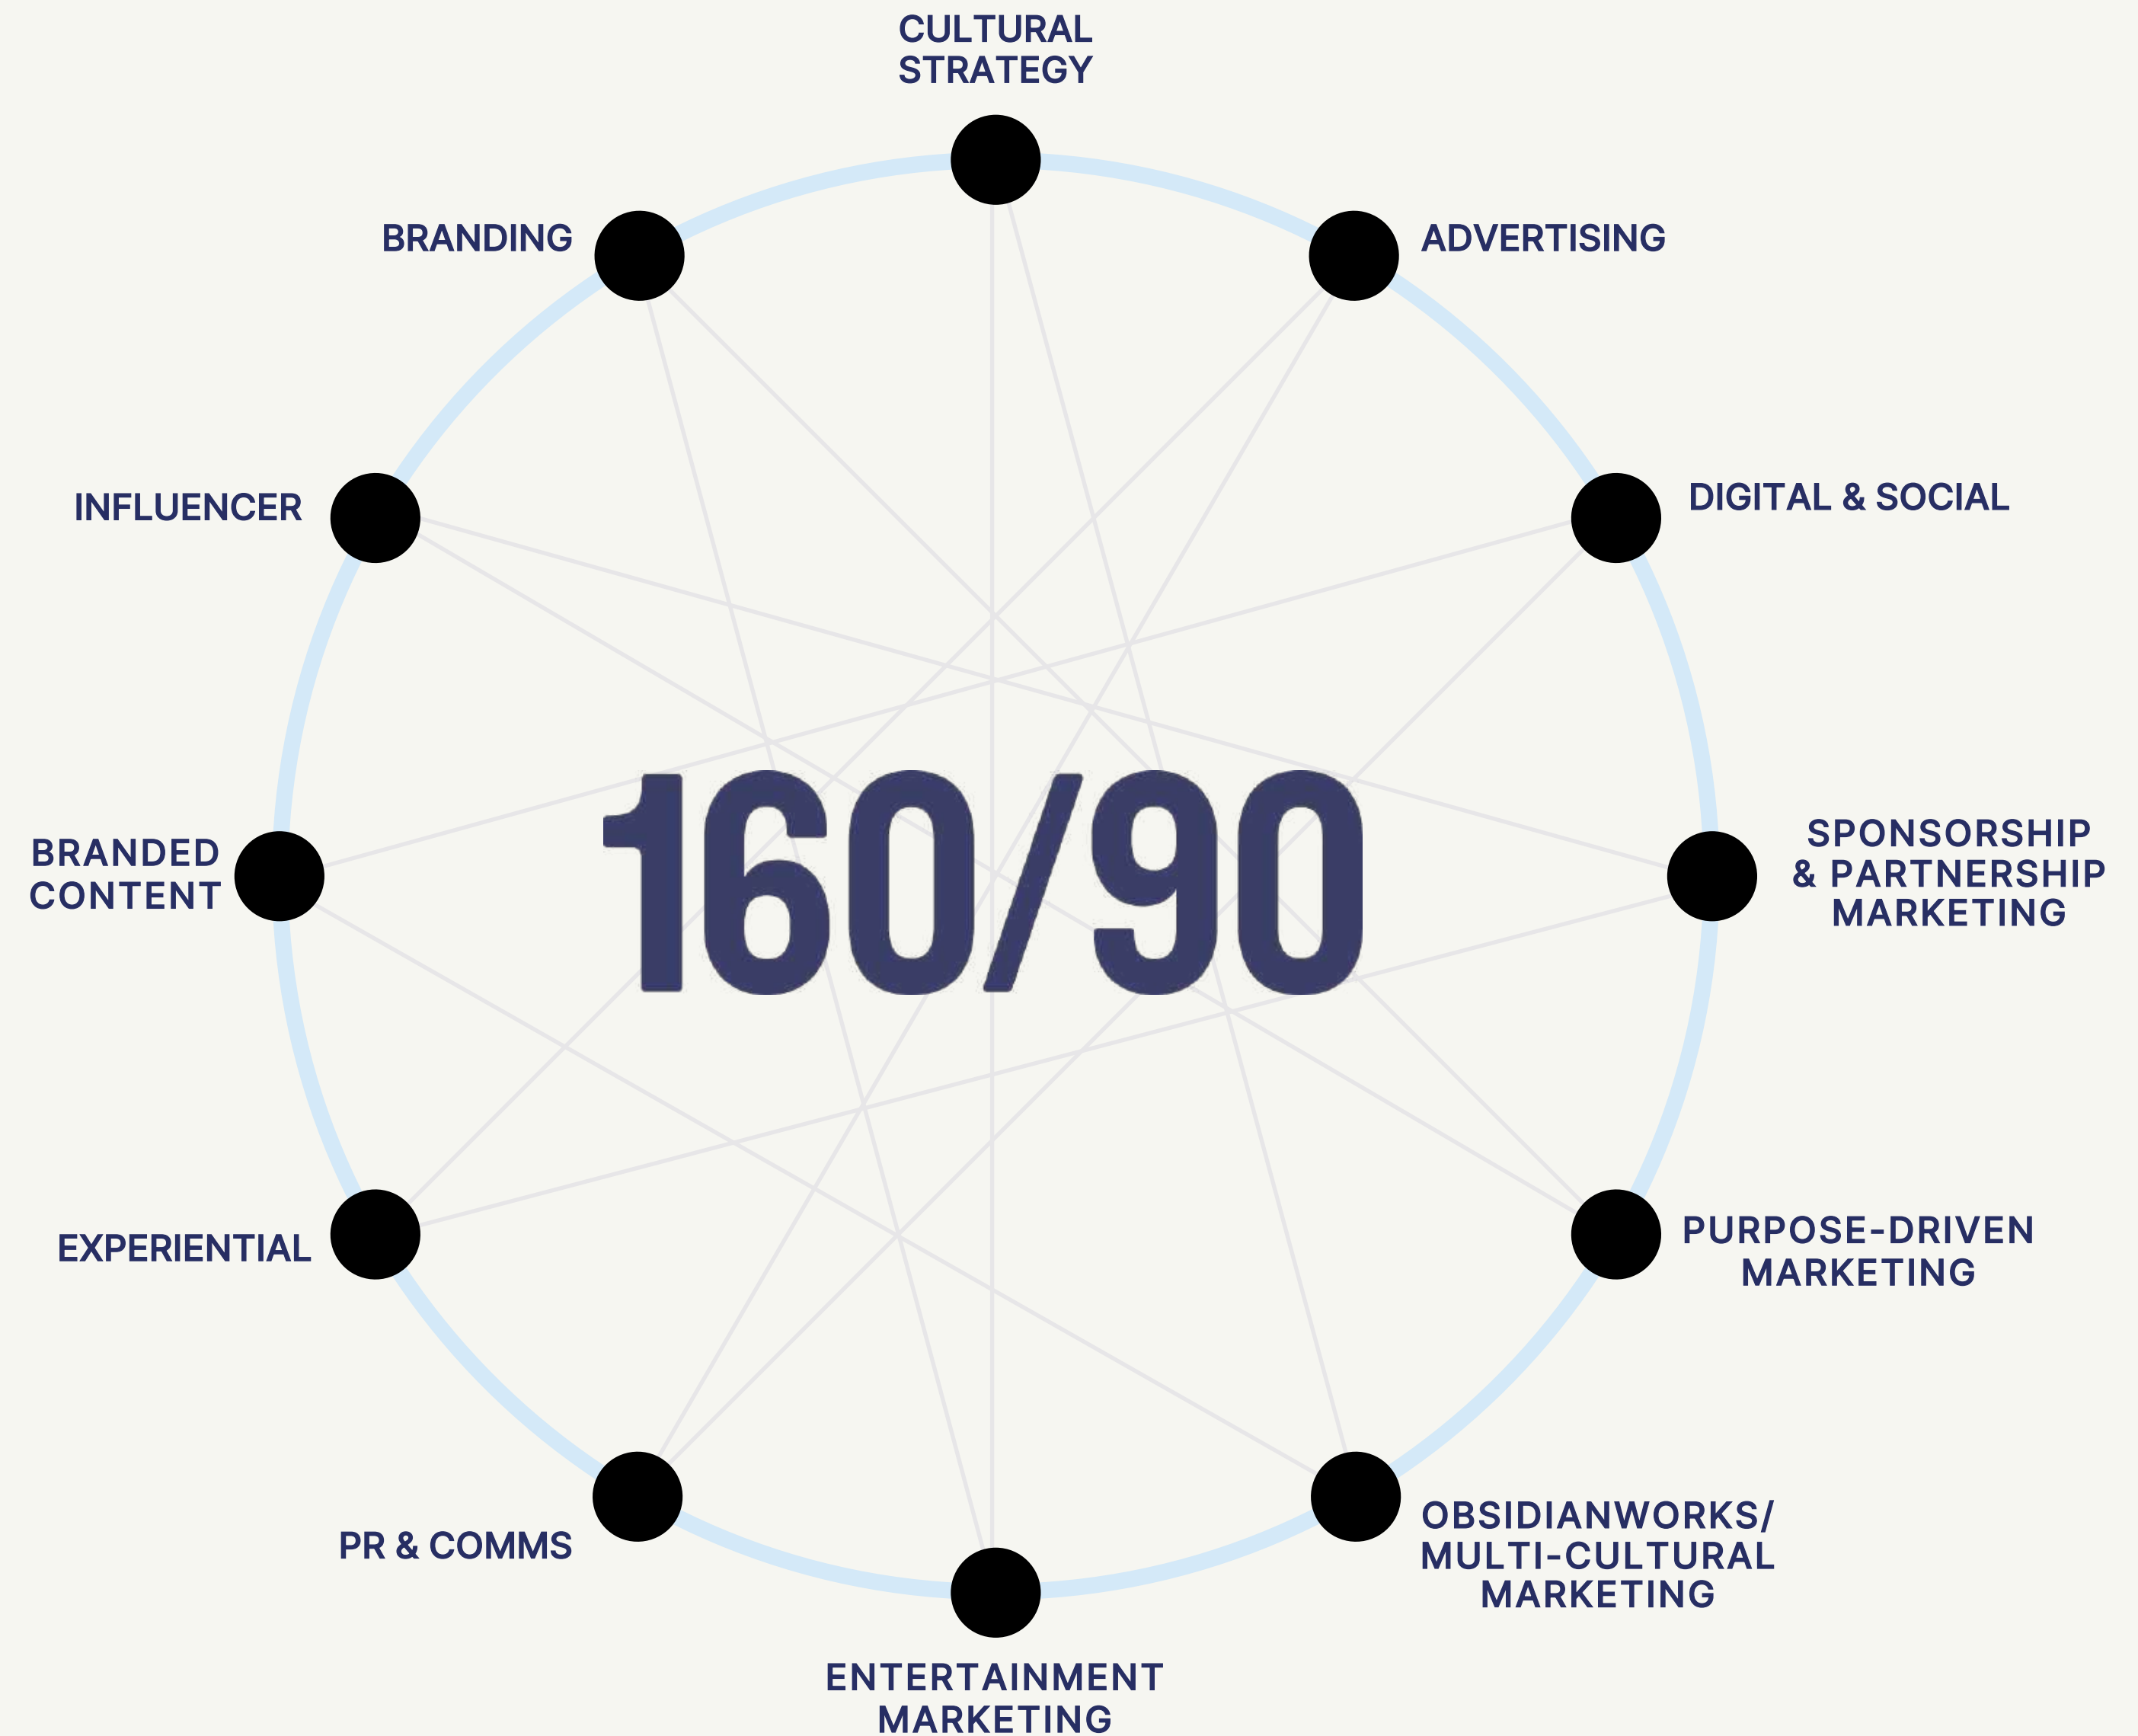 CULTURAL
STRATEGY
BRANDING
ADVERTISING
INFLUENCER
DIGITAL & SOCIAL
160/90
BRANDED
CONTENT
SPONSORSHIP
& PARTNERSHIP
MARKETING
EXPERIENTIAL
PURPOSE-DRIVEN
MARKETING
PR & COMMS
OBSIDIANWORKS/
MULTI-CULTURAL
MARKETING
ENTERTAINMENT
MARKETING